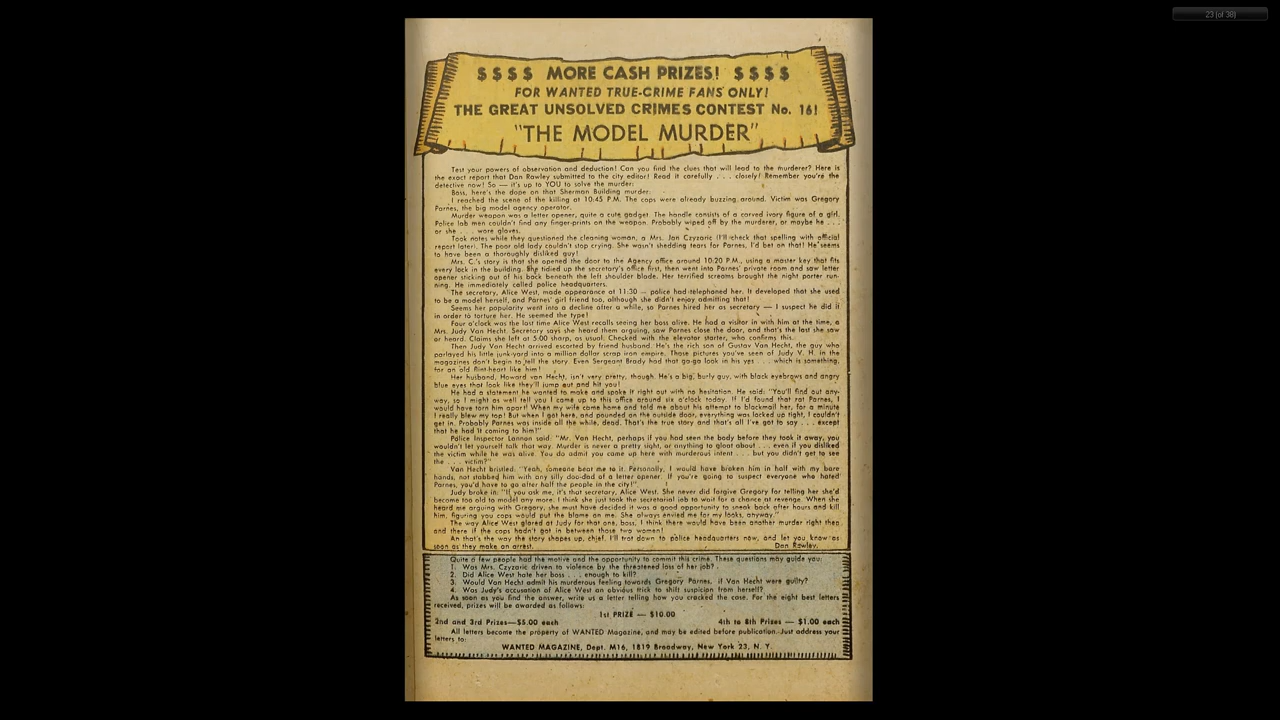 23 (of 38)
$ $ $ $ MORE CASH PRIZES! $ $ $ $
FOR WANTED TRUE-CRIME FANS ONLY!
THE GREAT UNSOLVED CRIMES CONTEST No. 16!
"THE MODEL MURDER"
Test your powers of observation and deduction! Can you find the clues that will lead to the murderer? Here is
the exact report that Dan Rawley submitted to the city editor! Read it carefully . . . closely! Remember you're the
detective now! So — it's up to YOU to solve the murder:
Boss, here's the dope on that Sherman Building murder.
I reached the scene of the killing at 10:45 P.M. The cops were already buzzing around. Victim was Gregory
Parnes, the big model agency operator.
Murder weapon was a letter opener, quite a cute gadget. The handle consists of a carved ivory figure of a girl.
Police lab men couldn't find any finger-prints on the weapon. Probably wiped off by the murderer, or maybe he . . .
or she . . . wore gloves.
Took notes while they questioned the cleaning woman, a Mrs. Jan Czyzaric (I'll check that spelling with official
report later). The poor old lady couldn't stop crying. She wasn't shedding tears for Parnes, I'd bet on that! He seems
to have been a thoroughly disliked guy!
Mrs. C.'s story is that she opened the door to the Agency office around 10:20 P.M., using a master key that fits
every lock in the building. She tidied up the secretary's office first, then went into Parnes' private room and saw letter
opener sticking out of his back beneath the left shoulder blade. Her terrified screams brought the night porter run-
ning. He immediately called police headquarters.
The secretary, Alice West, made appearance at 11:30 — police had telephoned her. It developed that she used
to be a model herself, and Parnes' girl friend too, although she didn't enjoy admitting that!
Seems her popularity went into a decline after a while, so Parnes hired her as secretary — I suspect he did it
in order to torture her. He seemed the type!
Four o'clock was the last time Alice West recalls seeing her boss alive. He had a visitor in with him at the time, a
Mrs. Judy Van Hecht. Secretary says she heard them arguing, saw Parnes close the door, and that's the last she saw
or heard. Claims she left at 5:00 sharp, as usual. Checked with the elevator starter, who confirms this.
Then Judy Van Hecht arrived escorted by friend husband. He's the rich son of Gustav Van Hecht, the guy who
parlayed his little junk-yard into a million dollar scrap iron empire. Those pictures you've seen of Judy V. H. in the
magazines don't begin to tell the story. Even Sergeant Brady had that go-go look in his yes . . . which is something,
for an old flint-heart like him!
Her husband, Howard van Hecht, isn't very pretty, though. He's a big, burly guy, with black eyebrows and angry
blue eyes that look like they'll jump out and hit you!
He had a statement he wanted to make and spoke it right out with no hesitation. He said: "You'll find out any-
way, so I might as well tell you I came up to this office around six o'clock today. If I'd found that rat Parnes, I
would have torn him apart! When my wife came home and told me about his attempt to blackmail her, for a minute
I really blew my top! But when I got here, and pounded on the outside door, everything was locked up tight, I couldn't
get in. Probably Parnes was inside all the while, dead. That's the true story and that's all I've got to say . . . except
that he had it coming to him!"
Police Inspector Lannon said: "Mr. Van Hecht, perhaps if you had seen the body before they took it away, you
wouldn't let yourself talk that way. Murder is never a pretty sight, or anything to gloat about . . . even if you disliked
the victim while he was alive. You do admit you came up here with murderous intent . . . but you didn't get to see
the . . . victim?"
Van Hecht bristled. "Yeah, someone beat me to it. Personally, I would have broken him in half with my bare
hands, not stabbed him with any silly doo-dad of a letter opener. If you're going to suspect everyone who hated
Parnes, you'd have to go after half the people in the city!".
Judy broke in. "If you ask me, it's that secretary, Alice West. She never did forgive Gregory for telling her she'd
become too old to model any more. I think she just took the secretarial job to wait for a chance at revenge. When she
heard me arguing with Gregory, she must have decided it was a good opportunity to sneak back after hours and kill
him, figuring you cops would put the blame on me. She always envied me for my looks, anyway."
The way Alice West glared at Judy for that one, boss, I think there would have been another murder right then
and there if the cops hadn't got in between those two women!
An that's the way the story shapes up, chief. I'll trot down to police headquarters now, and let you know as
soon as they make an arrest. Dan Rawley.
Quite a few people had the motive and the opportunity to commit this crime. These questions may guide you:
1. Was Mrs. Czyzaric driven to violence by the threatened loss of her job?
2. Did Alice West hate her boss . . . enough to kill?
3. Would Van Hecht admit his murderous feeling towards Gregory Parnes, if Van Hecht were guilty?
4. Was Judy's accusation of Alice West an obvious trick to shift suspicion from herself?
As soon as you find the answer, write us a letter telling how you cracked the case. For the eight best letters
received, prizes will be awarded as follows:
1st PRIZE — $10.00
2nd and 3rd Prizes—$5.00 each 4th to 8th Prizes — $1.00 each
All letters become the property of WANTED Magazine, and may be edited before publication. Just address your
letters to:
WANTED MAGAZINE, Dept. M16, 1819 Broadway, New York 23, N. Y.